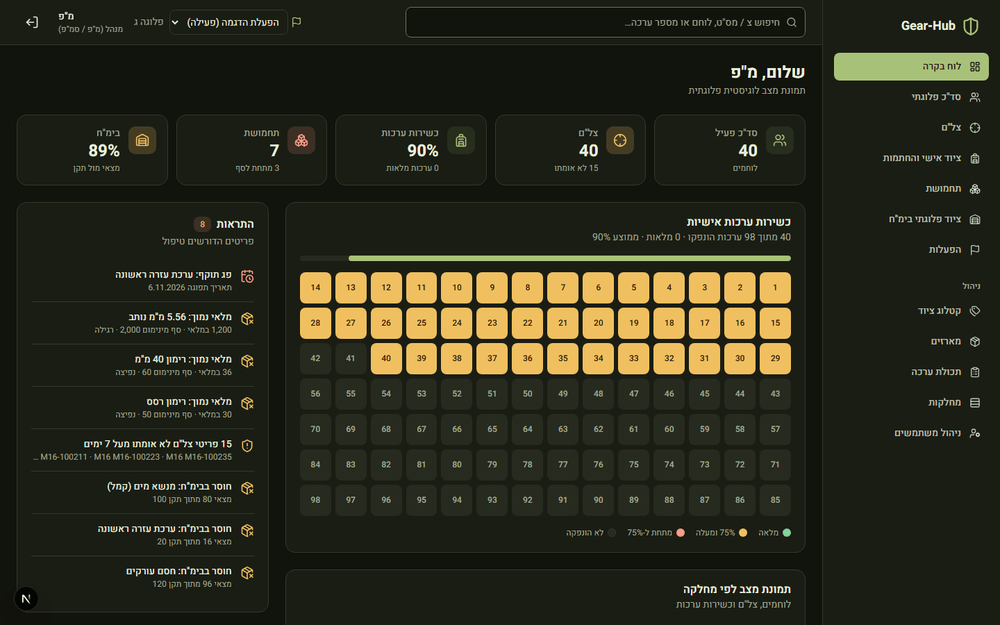 Gear-Hub
לוח בקרה
סד"כ פלוגתי
צל"ם
ציוד אישי והחתמות
תחמושת
ציוד פלוגתי בימ"ח
הפעלות
ניהול
קטלוג ציוד
מארזים
תכולת ערכה
מחלקות
ניהול משתמשים
חיפוש צ / מס"ט, לוחם או מספר ערכה...
הפעלת הדגמה (פעילה)
פלוגה ג
מ"פ
מנהל (מ"פ / סמ"פ)
שלום, מ"פ
תמונת מצב לוגיסטית פלוגתית
סד"כ פעיל
40
לוחמים
צל"ם
40
15 לא אומתו
כשירות ערכות
90%
0 ערכות מלאות
תחמושת
7
3 מתחת לסף
בימ"ח
89%
מצאי מול תקן
כשירות ערכות אישיות
40 מתוך 98 ערכות הונפקו · 0 מלאות · ממוצע 90%
1 2 3 4 5 6 7 8 9 10 11 12 13 14
15 16 17 18 19 20 21 22 23 24 25 26 27 28
29 30 31 32 33 34 35 36 37 38 39 40 41 42
43 44 45 46 47 48 49 50 51 52 53 54 55 56
57 58 59 60 61 62 63 64 65 66 67 68 69 70
71 72 73 74 75 76 77 78 79 80 81 82 83 84
85 86 87 88 89 90 91 92 93 94 95 96 97 98
מלאה
75% ומעלה
מתחת ל-75%
לא הונפקה
תמונת מצב לפי מחלקה
לוחמים, צל"ם וכשירות ערכות
התראות 8
פריטים הדורשים טיפול
פג תוקף: ערכת עזרה ראשונה
תאריך תפוגה 6.11.2026
מלאי נמוך: 5.56 מ"מ נותב
1,200 במלאי · סף מינימום 2,000 · רגילה
מלאי נמוך: רימון 40 מ"מ
36 במלאי · סף מינימום 60 · נפיצה
מלאי נמוך: רימון רסס
30 במלאי · סף מינימום 50 · נפיצה
15 פריטי צל"ם לא אומתו מעל 7 ימים
M16 M16-100235 · M16 M16-100223 · M16-100211 ...
חוסר בבימ"ח: מנשא מים (קמל)
מצאי 80 מתוך תקן 100
חוסר בבימ"ח: ערכת עזרה ראשונה
מצאי 16 מתוך תקן 20
חוסר בבימ"ח: חסם עורקים
מצאי 96 מתוך תקן 120
N